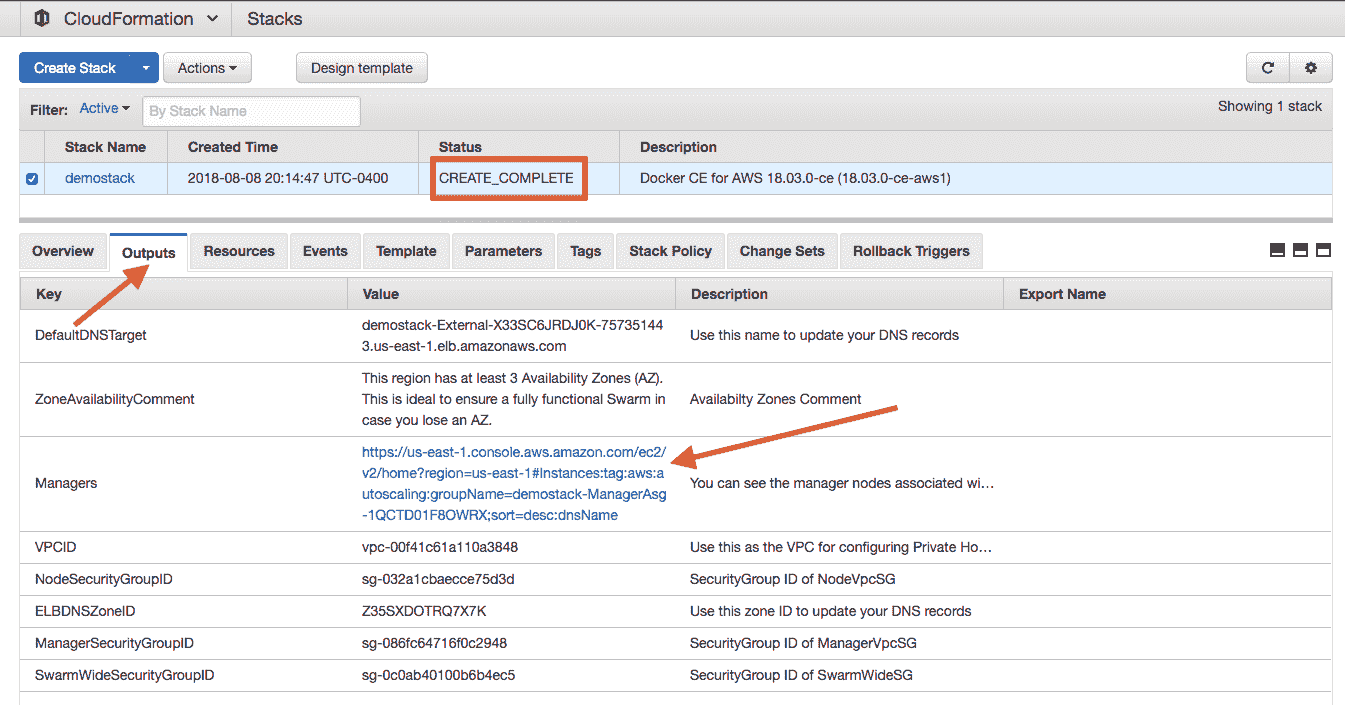 CloudFormation Stacks
Create Stack Actions Design template
Filter: Active By Stack Name Showing 1 stack
Stack Name Created Time Status Description
demostack 2018-08-08 20:14:47 UTC-0400 CREATE_COMPLETE Docker CE for AWS 18.03.0-ce (18.03.0-ce-aws1)
Overview Outputs Resources Events Template Parameters Tags Stack Policy Change Sets Rollback Triggers
Key Value Description Export Name
DefaultDNSTarget
demostack-External-X33SC6JRDJ0K-75735144
3.us-east-1.elb.amazonaws.com
Use this name to update your DNS records
ZoneAvailabilityComment
This region has at least 3 Availability Zones (AZ).
This is ideal to ensure a fully functional Swarm in
case you lose an AZ.
Availabilty Zones Comment
Managers
https://us-east-1.console.aws.amazon.com/ec2/
v2/home?region=us-east-1#Instances:tag:aws:a
utoscaling:groupName=demostack-ManagerAsg
-1QCTD01F8OWRX;sort=desc:dnsName
You can see the manager nodes associated wi…
VPCID vpc-00f41c61a110a3848 Use this as the VPC for configuring Private Ho…
NodeSecurityGroupID sg-032a1cbaecce75d3d SecurityGroup ID of NodeVpcSG
ELBDNSZoneID Z35SXDOTRQ7X7K Use this zone ID to update your DNS records
ManagerSecurityGroupID sg-086fc64716f0c2948 SecurityGroup ID of ManagerVpcSG
SwarmWideSecurityGroupID sg-0c0ab40100b6b4ec5 SecurityGroup ID of SwarmWideSG